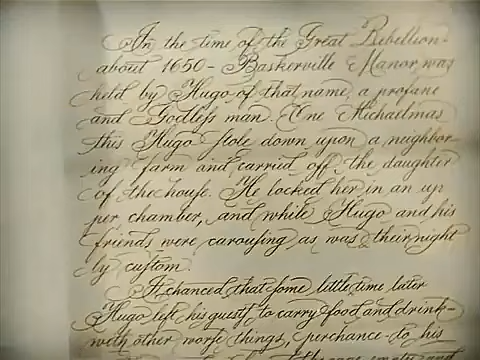 In the time of the Great Rebellion -
about 1650 - Baskerville Manor was
held by Hugo of that name, a profane
and Godleſs man. One Michaelmas
this Hugo ſtole down upon a neighbor
ing farm and carried off the daughter
of the house. He locked her in an up
per chamber, and while Hugo and his
friends were carouſing as was their night
ly cuſtom.
It chanced that ſome little time later
Hugo left his gueſts to carry food and drink -
with other worſe things, perchance - to his